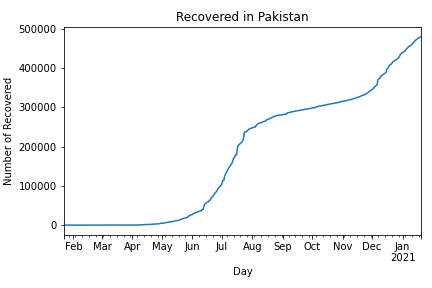 Recovered in Pakistan
Number of Recovered
500000
400000
300000
200000
100000
0
Feb Mar Apr May Jun Jul Aug Sep Oct Nov Dec Jan
2021
Day